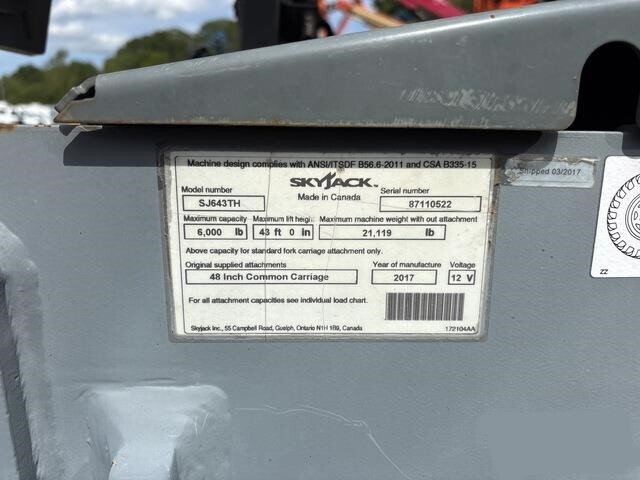 Machine design complies with ANSI/ITSDF B56.6-2011 and CSA B335-15
Shipped 03/2017
SKYJACK™
Model number
Made in Canada
Serial number
SJ643TH
87110522
Maximum capacity
Maximum lift height
Maximum machine weight with out attachment
6,000 lb
43 ft 0 in
21,119 lb
Above capacity for standard fork carriage attachment only.
Original supplied attachments
Year of manufacture
Voltage
48 Inch Common Carriage
2017
12 V
For all attachment capacities see individual load chart.
Skyjack Inc., 55 Campbell Road, Guelph, Ontario N1H 1B9, Canada
172104AA
ZZ